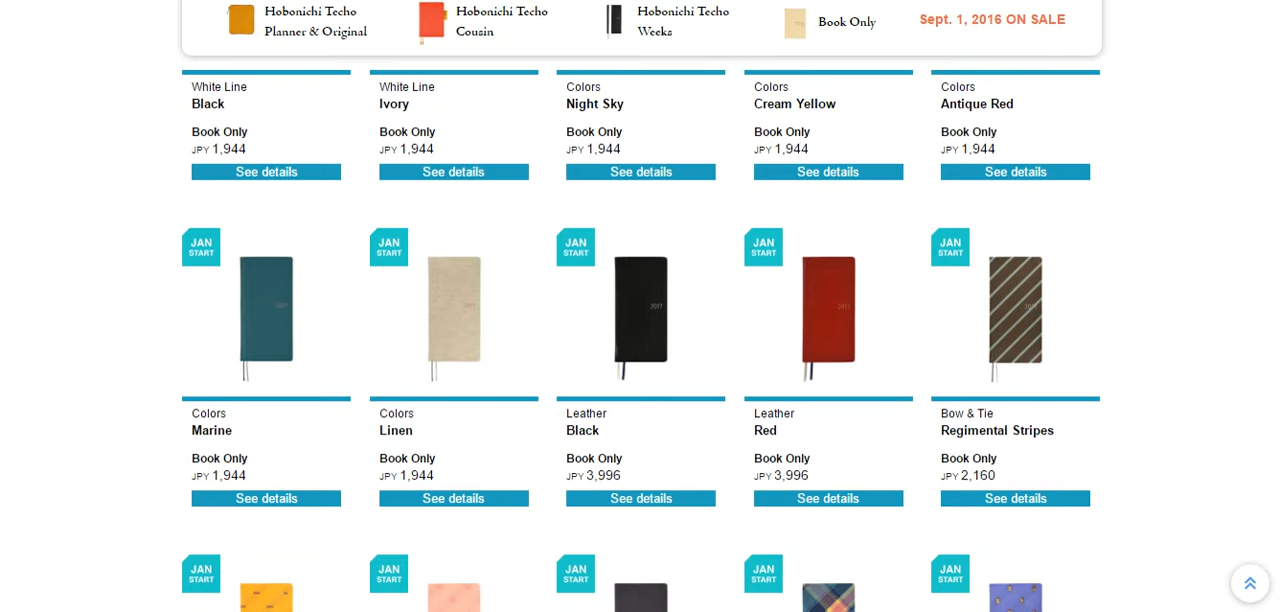 Hobonichi Techo
Planner & Original
Hobonichi Techo
Cousin
Hobonichi Techo
Weeks
Book Only
Sept. 1, 2016 ON SALE
White Line
Black
Book Only
JPY 1,944
See details
White Line
Ivory
Book Only
JPY 1,944
See details
Colors
Night Sky
Book Only
JPY 1,944
See details
Colors
Cream Yellow
Book Only
JPY 1,944
See details
Colors
Antique Red
Book Only
JPY 1,944
See details
JAN
START
2017
Colors
Marine
Book Only
JPY 1,944
See details
JAN
START
2017
Colors
Linen
Book Only
JPY 1,944
See details
JAN
START
2017
Leather
Black
Book Only
JPY 3,996
See details
JAN
START
2017
Leather
Red
Book Only
JPY 3,996
See details
JAN
START
2017
Bow & Tie
Regimental Stripes
Book Only
JPY 2,160
See details
JAN
START
JAN
START
JAN
START
JAN
START
JAN
START